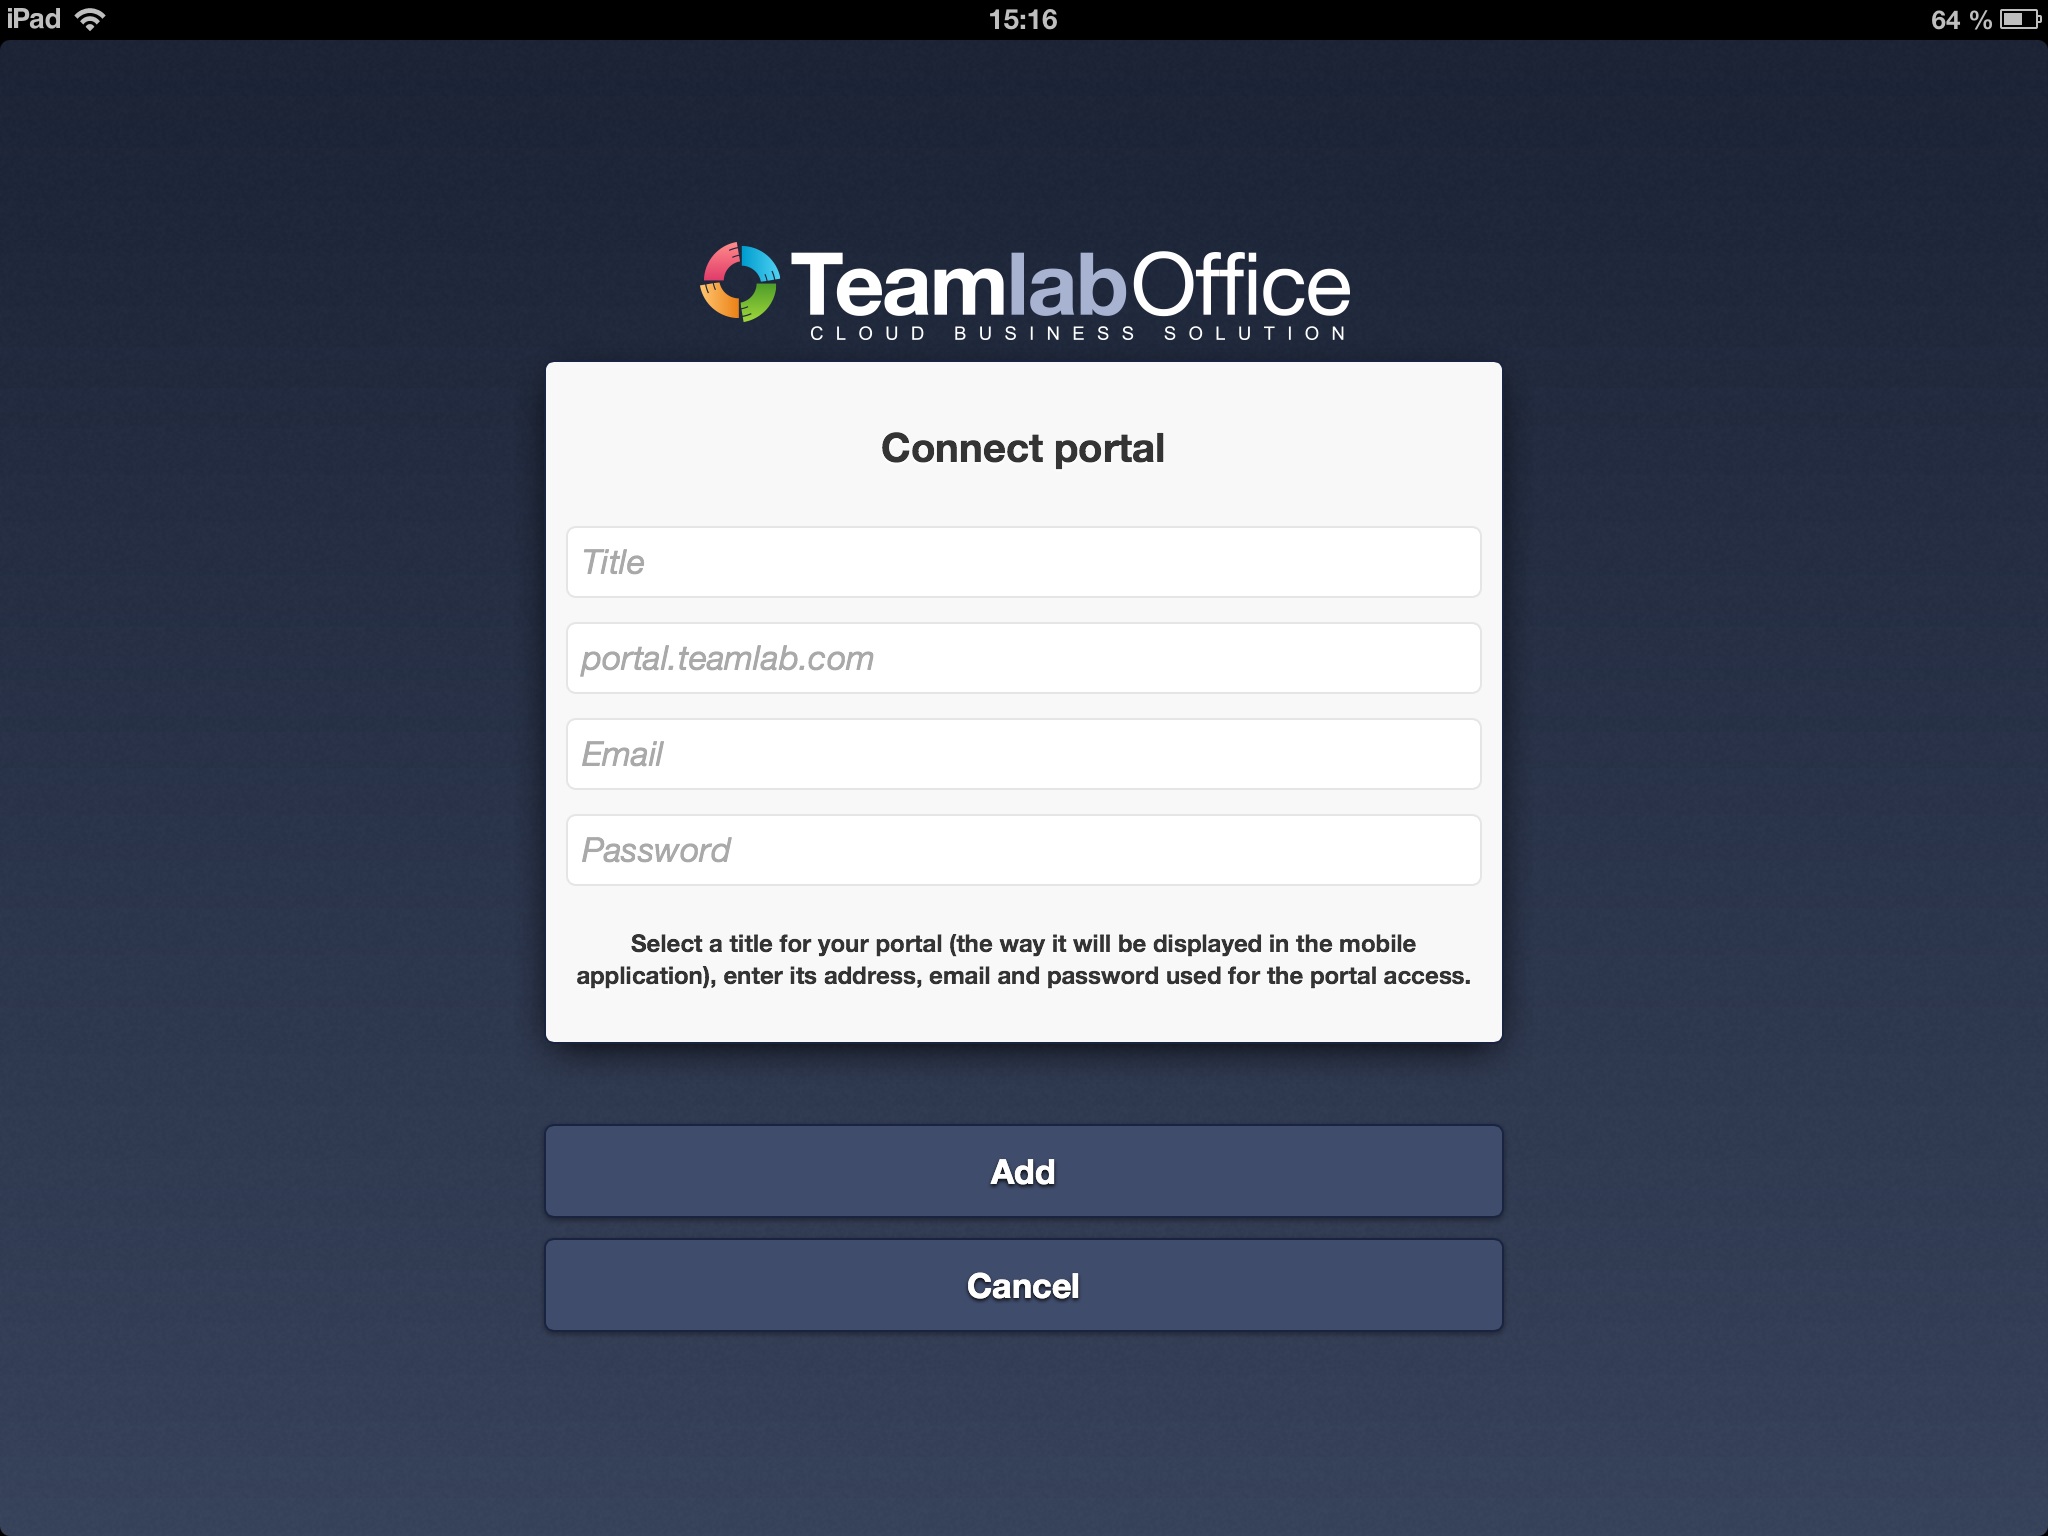 iPad 15:16 64 %
TeamlabOffice
CLOUD BUSINESS SOLUTION
Connect portal
Title
portal.teamlab.com
Email
Password
Select a title for your portal (the way it will be displayed in the mobile
application), enter its address, email and password used for the portal access.
Add
Cancel